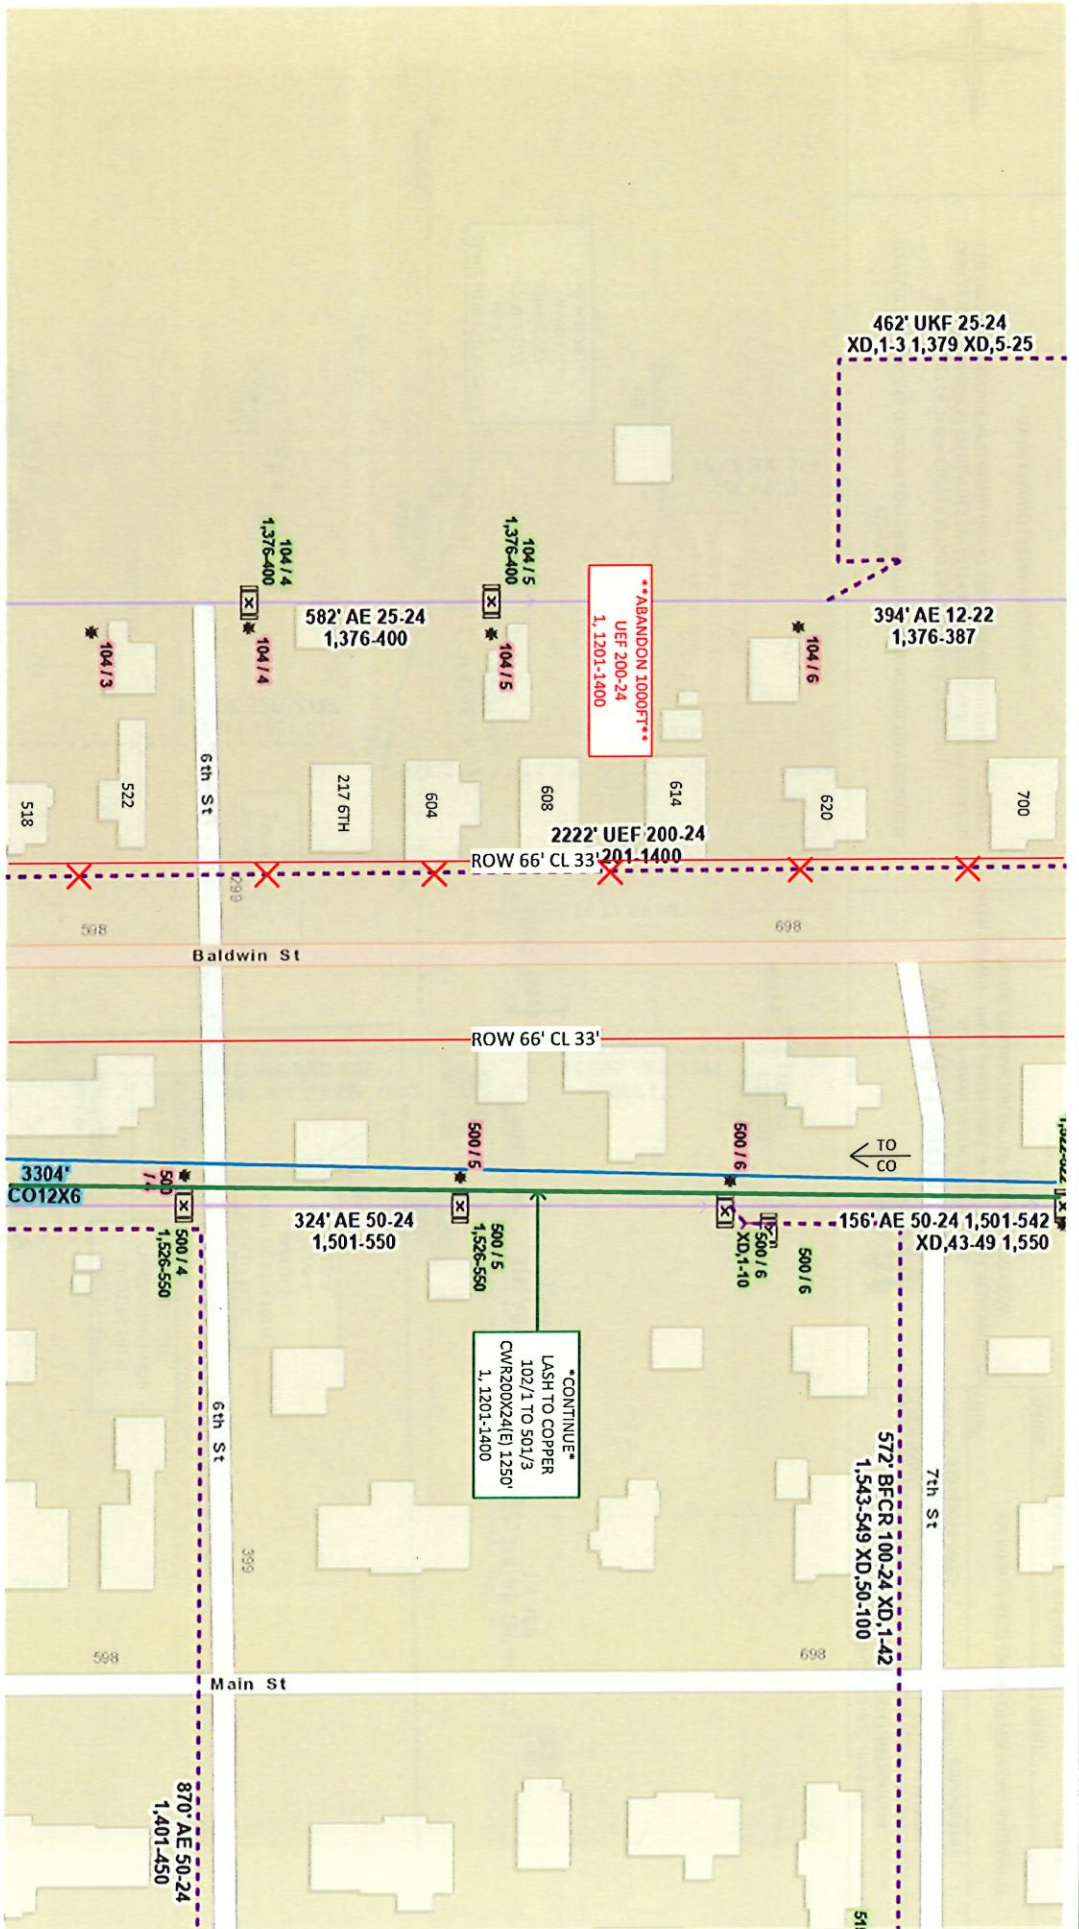 462' UKF 25-24
XD,1-3 1,379 XD,5-25
104 / 4
1,376-400
104 / 5
1,376-400
582' AE 25-24
1,376-400
394' AE 12-22
1,376-387
104 / 3
104 / 4
104 / 5
104 / 6
**ABANDON 1000FT**
UEF 200-24
1, 1201-1400
518
522
6th St
217 6TH
604
608
614
620
700
2222' UEF 200-24
201-1400
ROW 66' CL 33'
299
598
698
Baldwin St
ROW 66' CL 33'
TO
CO
500 / 5
500 / 6
3304'
CO12X6
500
/ 4
500 / 4
1,526-550
324' AE 50-24
1,501-550
500 / 5
1,526-550
500 / 6
XD,1-10
500 / 6
156' AE 50-24 1,501-542
XD,43-49 1,550
*CONTINUE*
LASH TO COPPER
102/1 TO 501/3
CWR200X24(E) 1250'
1, 1201-1400
6th St
7th St
572' BFCR 100-24 XD,1-42
1,543-549 XD,50-100
399
598
698
Main St
870' AE 50-24
1,401-450